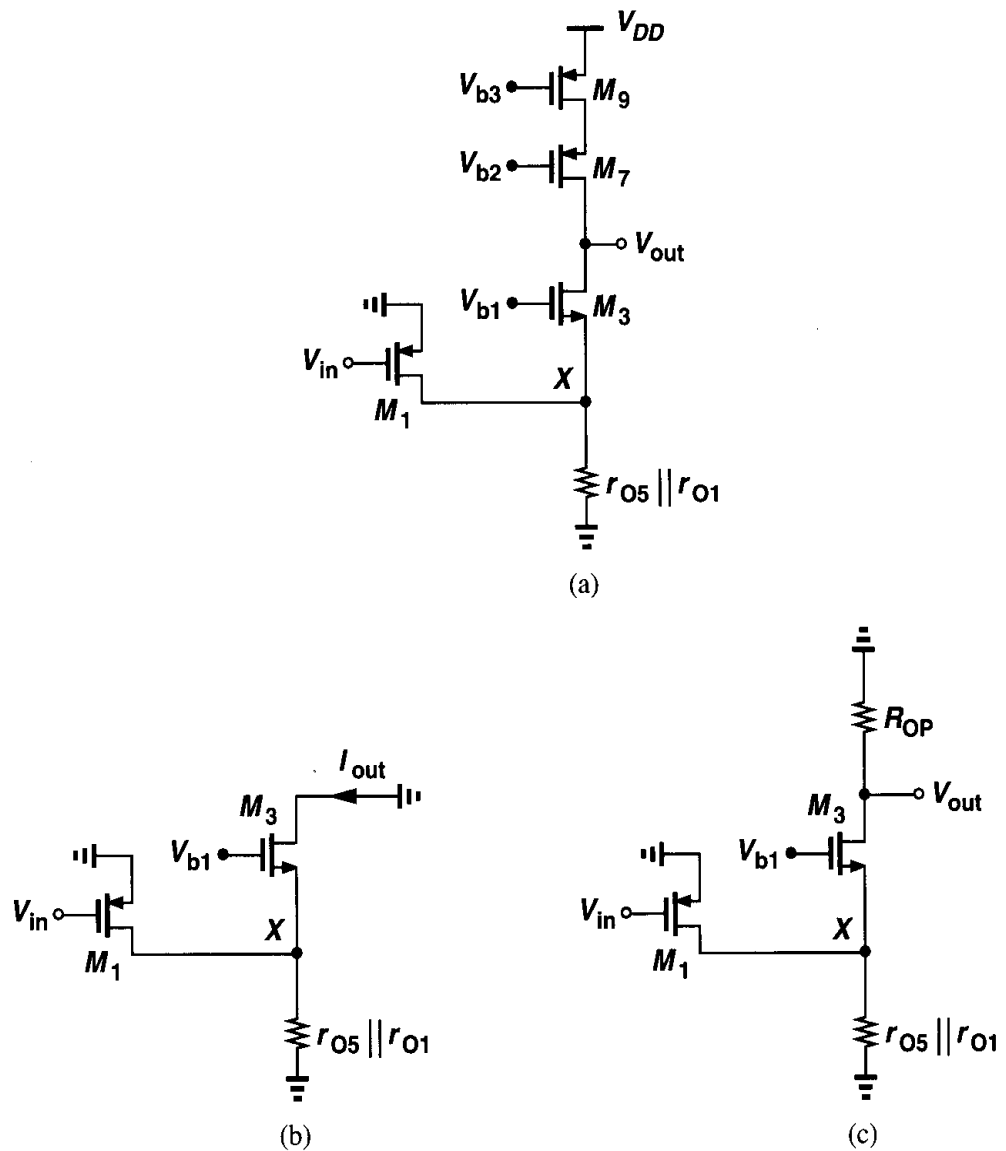 V_DD
V_b3
M_9
V_b2
M_7
V_out
V_b1
M_3
V_in
M_1
X
r_O5 || r_O1
(a)
I_out
M_3
V_b1
V_in
M_1
X
r_O5 || r_O1
(b)
R_OP
V_out
M_3
V_b1
V_in
M_1
X
r_O5 || r_O1
(c)